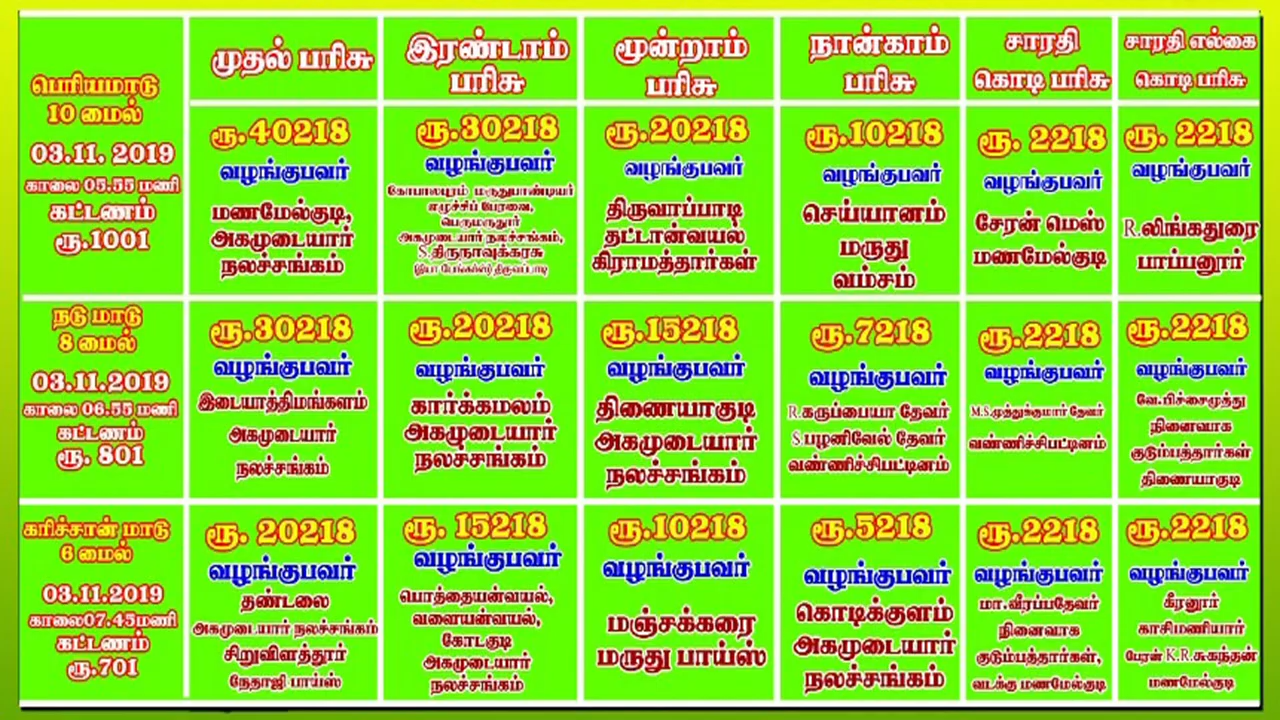 பெரியமாடு
10 மைல்
03.11. 2019
காலை 05.55 மணி
கட்டணம்
ரூ.1001
முதல் பரிசு
இரண்டாம்
பரிசு
மூன்றாம்
பரிசு
நான்காம்
பரிசு
சாரதி
கொடி பரிசு
சாரதி எல்கை
கொடி பரிசு
ரூ.40218
வழங்குபவர்
மணமேல்குடி,
அகமுடையார்
நலச்சங்கம்
ரூ.30218
வழங்குபவர்
கோபாலபுரம் மருதுபாண்டியர்
எழுச்சிப் பேரவை,
பெருமருதூர்
அகமுடையார் நலச்சங்கம்,
S.திருநாவுக்கரசு
ரூ.20218
வழங்குபவர்
திருவாப்பாடி
தட்டான்வயல்
கிராமத்தார்கள்
ரூ.10218
வழங்குபவர்
செய்யானம்
மருது
வம்சம்
ரூ. 2218
வழங்குபவர்
சேரன் மெஸ்
மணமேல்குடி
ரூ. 2218
வழங்குபவர்
R.லிங்கதுரை
பாப்பனூர்
நடு மாடு
8 மைல்
03.11.2019
காலை 06.55 மணி
கட்டணம்
ரூ. 801
ரூ.30218
வழங்குபவர்
இடையாத்திமங்களம்
அகமுடையார்
நலச்சங்கம்
ரூ.20218
வழங்குபவர்
கார்க்கமலம்
அகமுடையார்
நலச்சங்கம்
ரூ.15218
வழங்குபவர்
திணையாகுடி
அகமுடையார்
நலச்சங்கம்
ரூ.7218
வழங்குபவர்
R.கருப்பையா தேவர்
S.பழனிவேல் தேவர்
வண்ணிச்சிபட்டினம்
ரூ.2218
வழங்குபவர்
M.S.முத்துக்குமார் தேவர்
வண்ணிச்சிபட்டினம்
ரூ.2218
வழங்குபவர்
வே.பிச்சைமுத்து
நினைவாக
குடும்பத்தார்கள்
திணையாகுடி
கரிச்சான் மாடு
6 மைல்
03.11.2019
காலை07.45மணி
கட்டணம்
ரூ.701
ரூ. 20218
வழங்குபவர்
தண்டலை
அகமுடையார் நலச்சங்கம்
சிறுவிளத்தூர்
நேதாஜி பாய்ஸ்
ரூ. 15218
வழங்குபவர்
பொத்தையன்வயல்,
வளையன்வயல்,
கோடகுடி
அகமுடையார்
நலச்சங்கம்
ரூ.10218
வழங்குபவர்
மஞ்சக்கரை
மருது பாய்ஸ்
ரூ.5218
வழங்குபவர்
கொடிக்குளம்
அகமுடையார்
நலச்சங்கம்
ரூ.2218
வழங்குபவர்
மா.வீரப்பதேவர்
நினைவாக
குடும்பத்தார்கள்,
வடக்கு மணமேல்குடி
ரூ.2218
வழங்குபவர்
கீரனூர்
காசிமணியார்
பேரன் K.R.சுகந்தன்
மணமேல்குடி